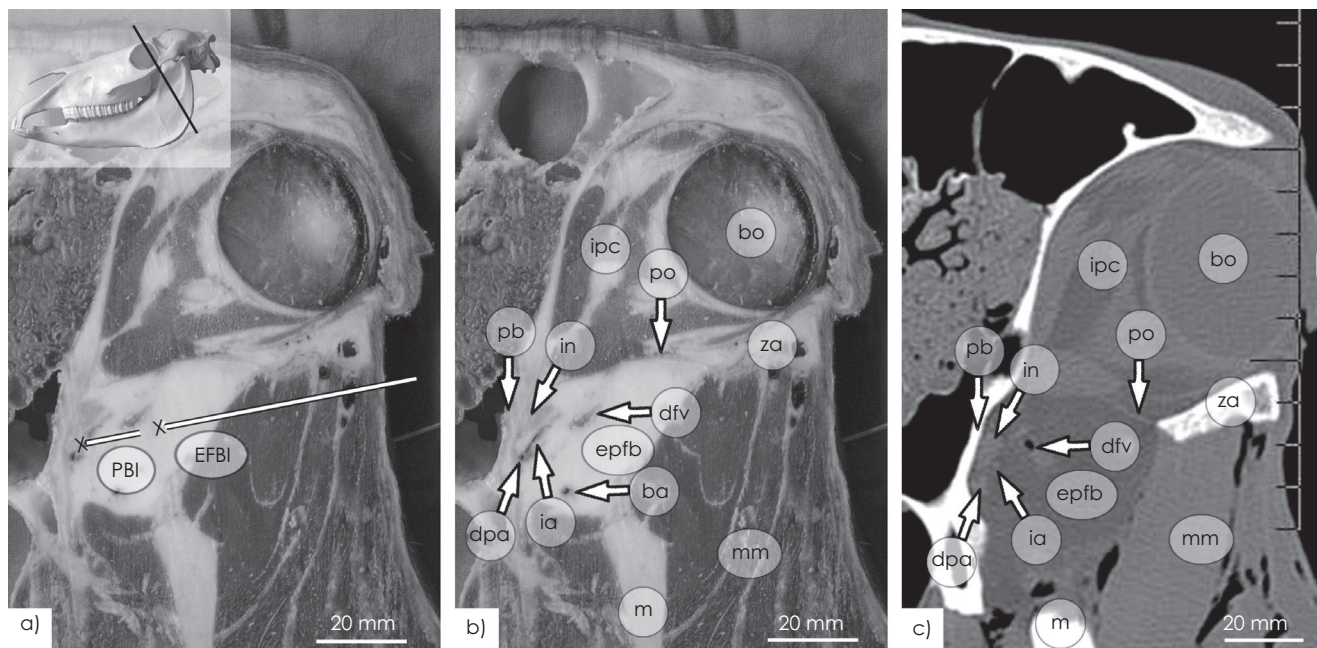 PBI
EFBI
a)
20 mm
ipc
bo
po
pb
in
za
dfv
epfb
ba
dpa
ia
mm
m
b)
20 mm
ipc
bo
po
pb
in
za
dfv
epfb
dpa
ia
mm
m
c)
20 mm